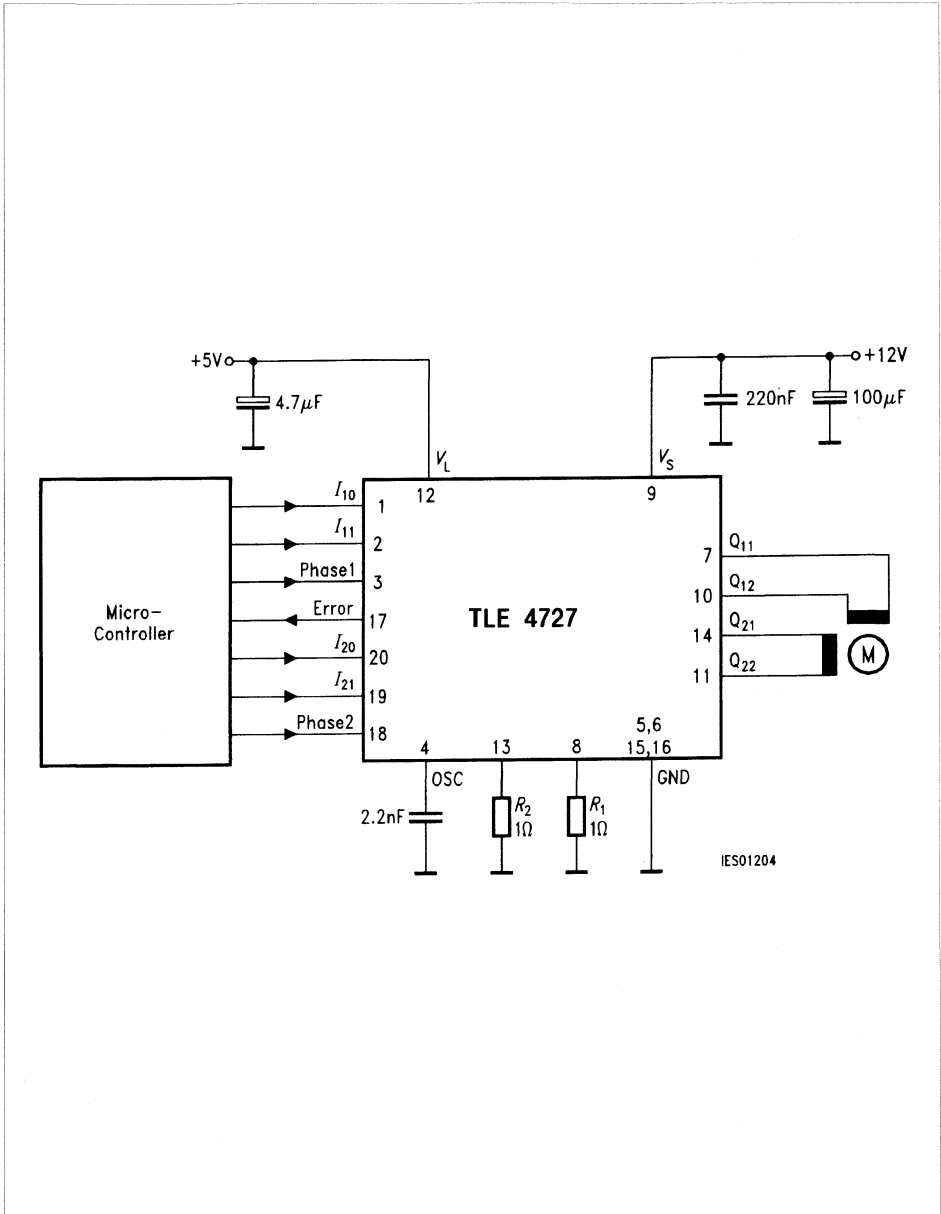 +5V
4.7µF
+12V
220nF
100µF
V_L
V_S
12
9
Micro-
Controller
I_10
1
I_11
2
Phase1
3
Error
17
I_20
20
I_21
19
Phase2
18
TLE 4727
7
Q_11
10
Q_12
14
Q_21
11
Q_22
M
4
13
8
5,6
15,16
OSC
GND
2.2nF
R_2
1Ω
R_1
1Ω
IES01204